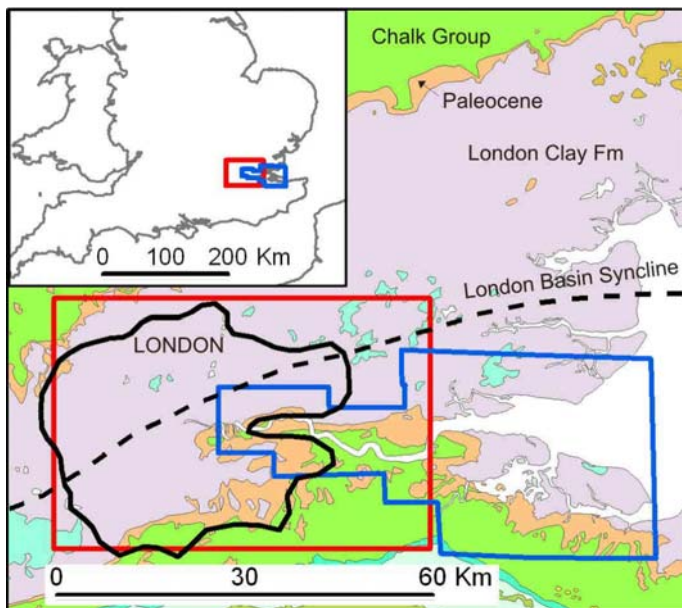 Chalk Group
Paleocene
London Clay Fm
0 100 200 Km
London Basin Syncline
LONDON
0 30 60 Km